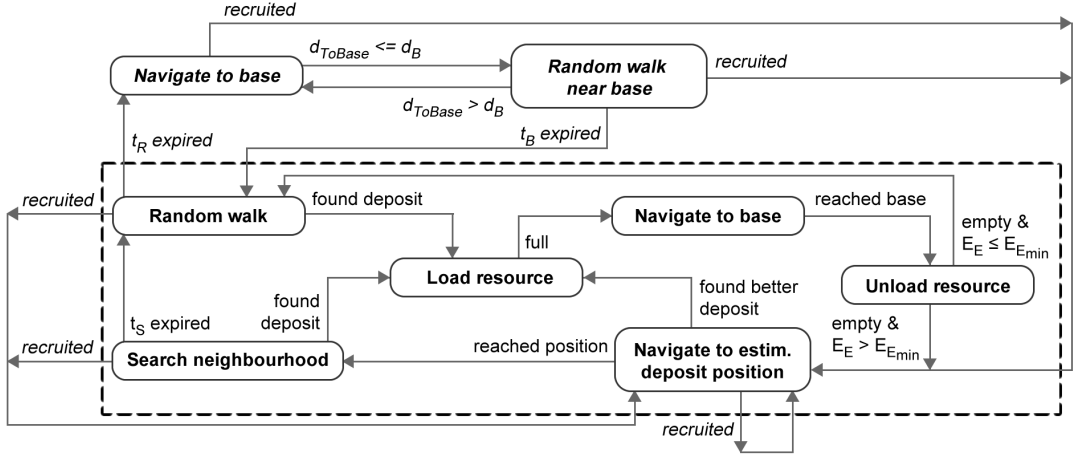 recruited
d_ToBase <= d_B
Navigate to base
Random walk
near base
recruited
d_ToBase > d_B
t_R expired
t_B expired
recruited
Random walk
found deposit
Navigate to base
reached base
empty &
E_E ≤ E_Emin
full
Load resource
Unload resource
found
deposit
found better
deposit
t_S expired
empty &
E_E > E_Emin
recruited
Search neighbourhood
reached position
Navigate to estim.
deposit position
recruited